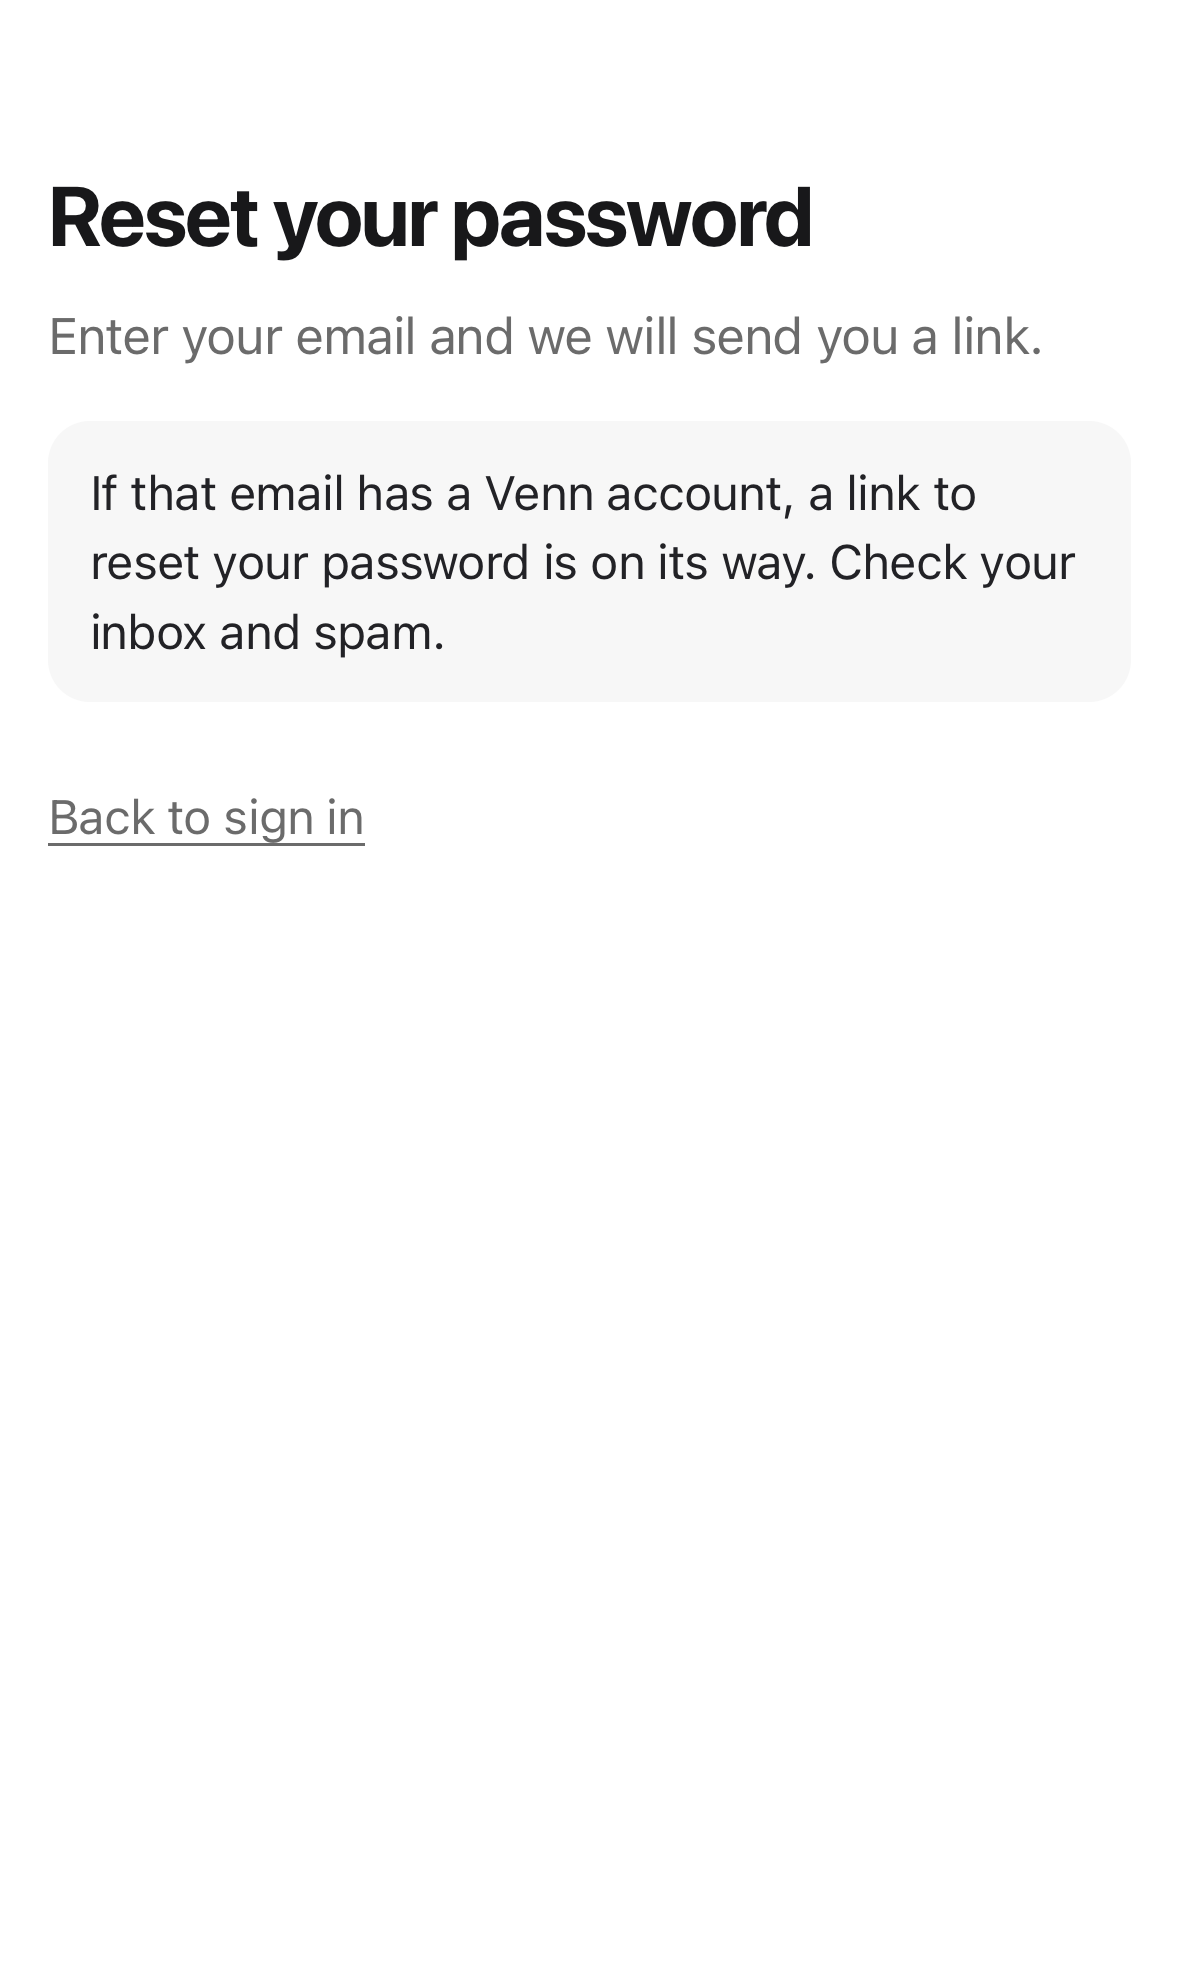 Reset your password
Enter your email and we will send you a link.
If that email has a Venn account, a link to
reset your password is on its way. Check your
inbox and spam.
Back to sign in